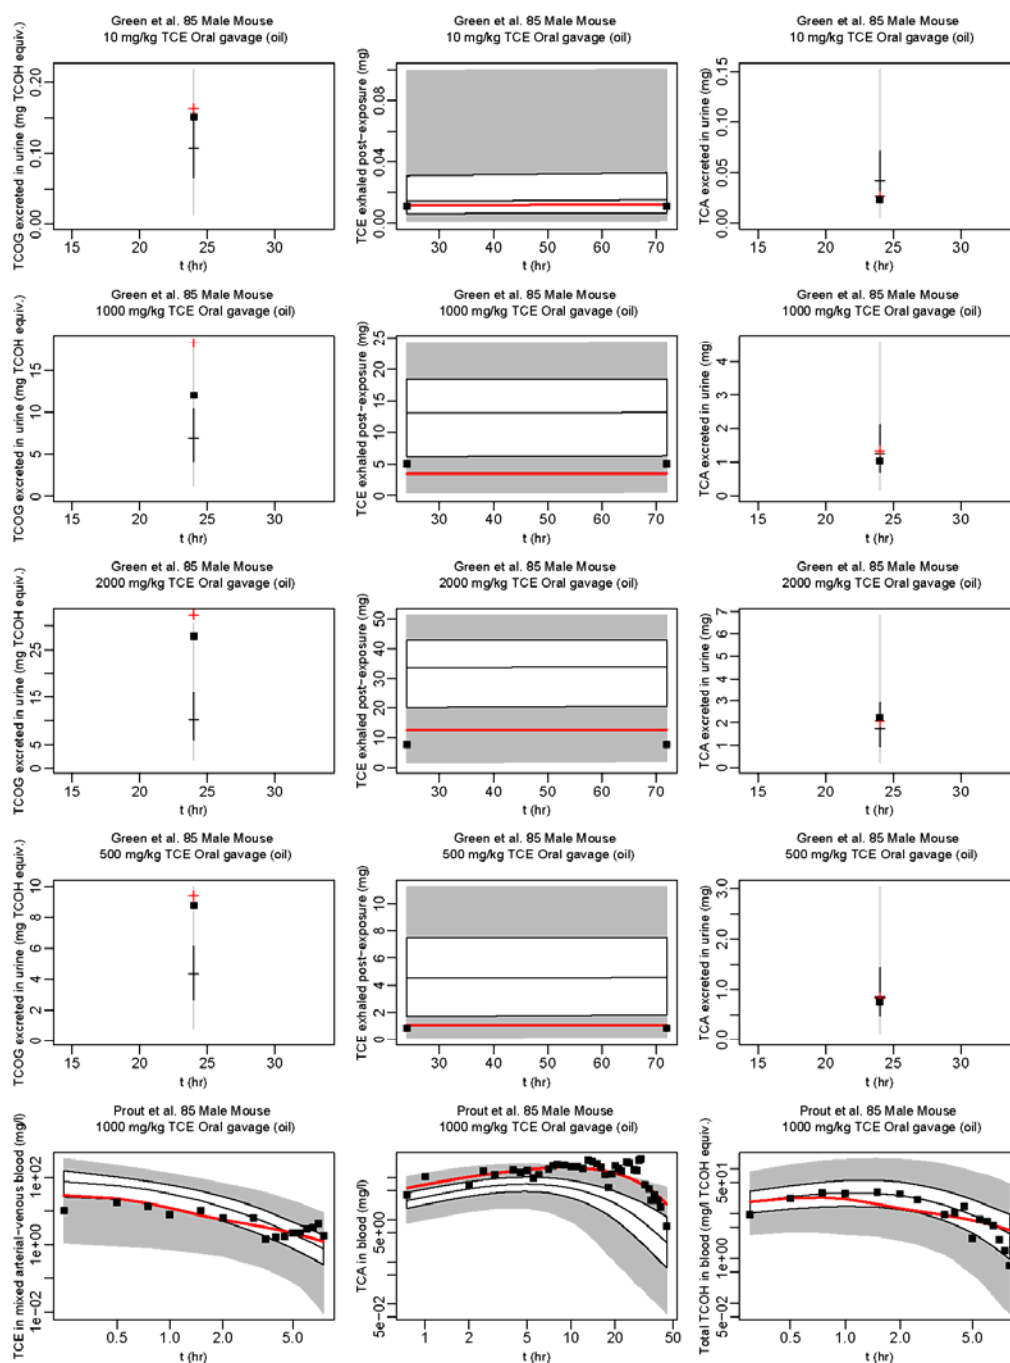 Green et al. 85 Male Mouse
10 mg/kg TCE Oral gavage (oil)
TCOG excreted in urine (mg TCOH equiv.)
0.20
0.10
0.00
15 20 25 30
t (hr)
Green et al. 85 Male Mouse
10 mg/kg TCE Oral gavage (oil)
TCE exhaled post-exposure (mg)
0.08
0.04
0.00
30 40 50 60 70
t (hr)
Green et al. 85 Male Mouse
10 mg/kg TCE Oral gavage (oil)
TCA excreted in urine (mg)
0.15
0.10
0.05
0.00
15 20 25 30
t (hr)
Green et al. 85 Male Mouse
1000 mg/kg TCE Oral gavage (oil)
TCOG excreted in urine (mg TCOH equiv.)
15
10
5
0
15 20 25 30
t (hr)
Green et al. 85 Male Mouse
1000 mg/kg TCE Oral gavage (oil)
TCE exhaled post-exposure (mg)
25
20
15
10
5
0
30 40 50 60 70
t (hr)
Green et al. 85 Male Mouse
1000 mg/kg TCE Oral gavage (oil)
TCA excreted in urine (mg)
4
3
2
1
0
15 20 25 30
t (hr)
Green et al. 85 Male Mouse
2000 mg/kg TCE Oral gavage (oil)
TCOG excreted in urine (mg TCOH equiv.)
25
15
5
0
15 20 25 30
t (hr)
Green et al. 85 Male Mouse
2000 mg/kg TCE Oral gavage (oil)
TCE exhaled post-exposure (mg)
50
40
30
20
10
0
30 40 50 60 70
t (hr)
Green et al. 85 Male Mouse
2000 mg/kg TCE Oral gavage (oil)
TCA excreted in urine (mg)
7
6
5
4
3
2
1
0
15 20 25 30
t (hr)
Green et al. 85 Male Mouse
500 mg/kg TCE Oral gavage (oil)
TCOG excreted in urine (mg TCOH equiv.)
10
8
6
4
2
0
15 20 25 30
t (hr)
Green et al. 85 Male Mouse
500 mg/kg TCE Oral gavage (oil)
TCE exhaled post-exposure (mg)
10
8
6
4
2
0
30 40 50 60 70
t (hr)
Green et al. 85 Male Mouse
500 mg/kg TCE Oral gavage (oil)
TCA excreted in urine (mg)
3.0
2.0
1.0
0.0
15 20 25 30
t (hr)
Prout et al. 85 Male Mouse
1000 mg/kg TCE Oral gavage (oil)
TCE in mixed arterial-venous blood (mg/l)
1e+02
1e+00
1e-02
0.5 1.0 2.0 5.0
t (hr)
Prout et al. 85 Male Mouse
1000 mg/kg TCE Oral gavage (oil)
TCA in blood (mg/l)
5e+00
5e-02
1 2 5 10 20 50
t (hr)
Prout et al. 85 Male Mouse
1000 mg/kg TCE Oral gavage (oil)
Total TCOH in blood (mg/l TCOH equiv.)
5e+01
5e+00
1e+00
5e-02
0.5 1.0 2.0 5.0
t (hr)